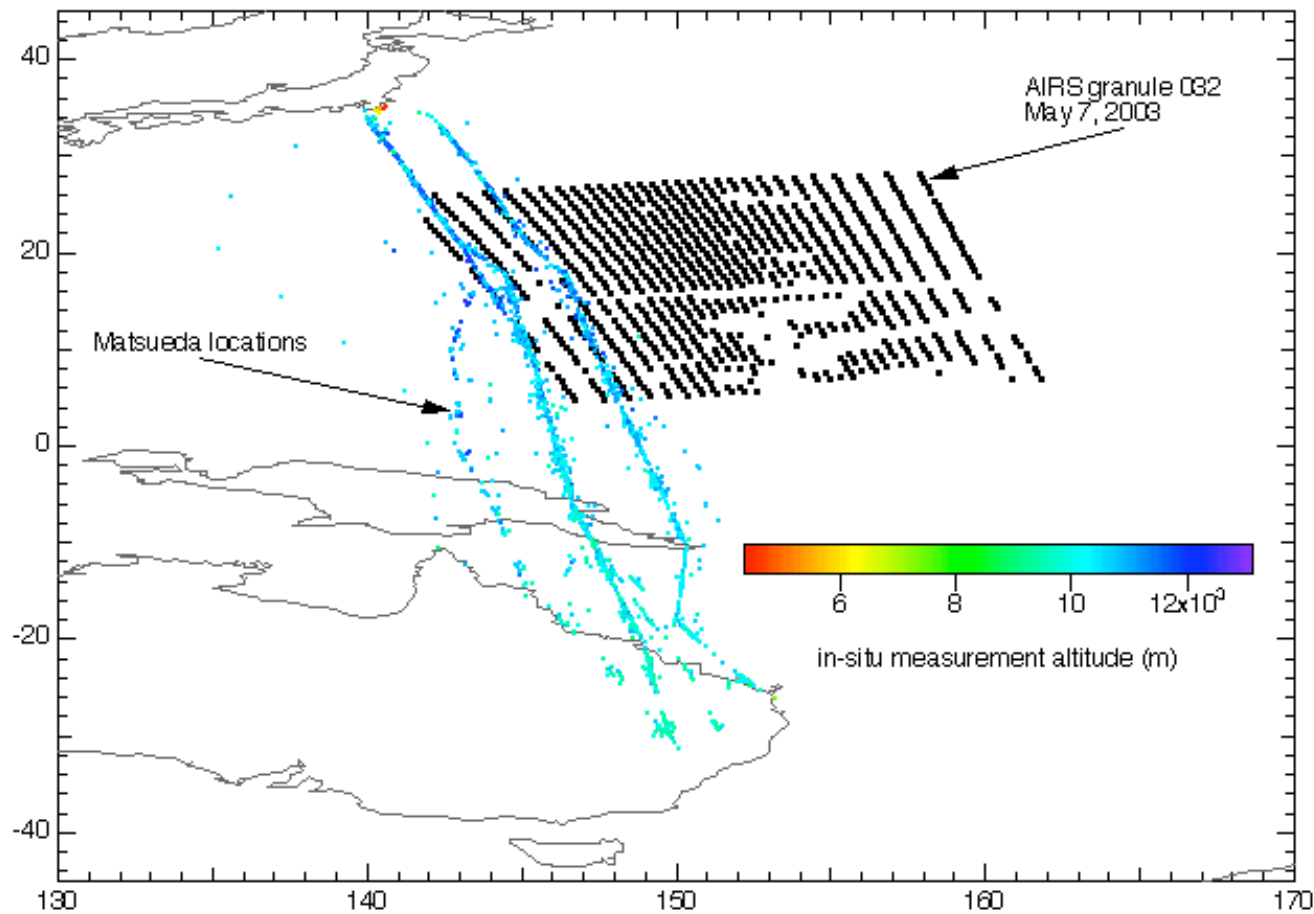 40
20
0
-20
-40
130
140
150
160
170
AIRS granule 032
May 7, 2003
Matsueda locations
6
8
10
12x10³
in-situ measurement altitude (m)